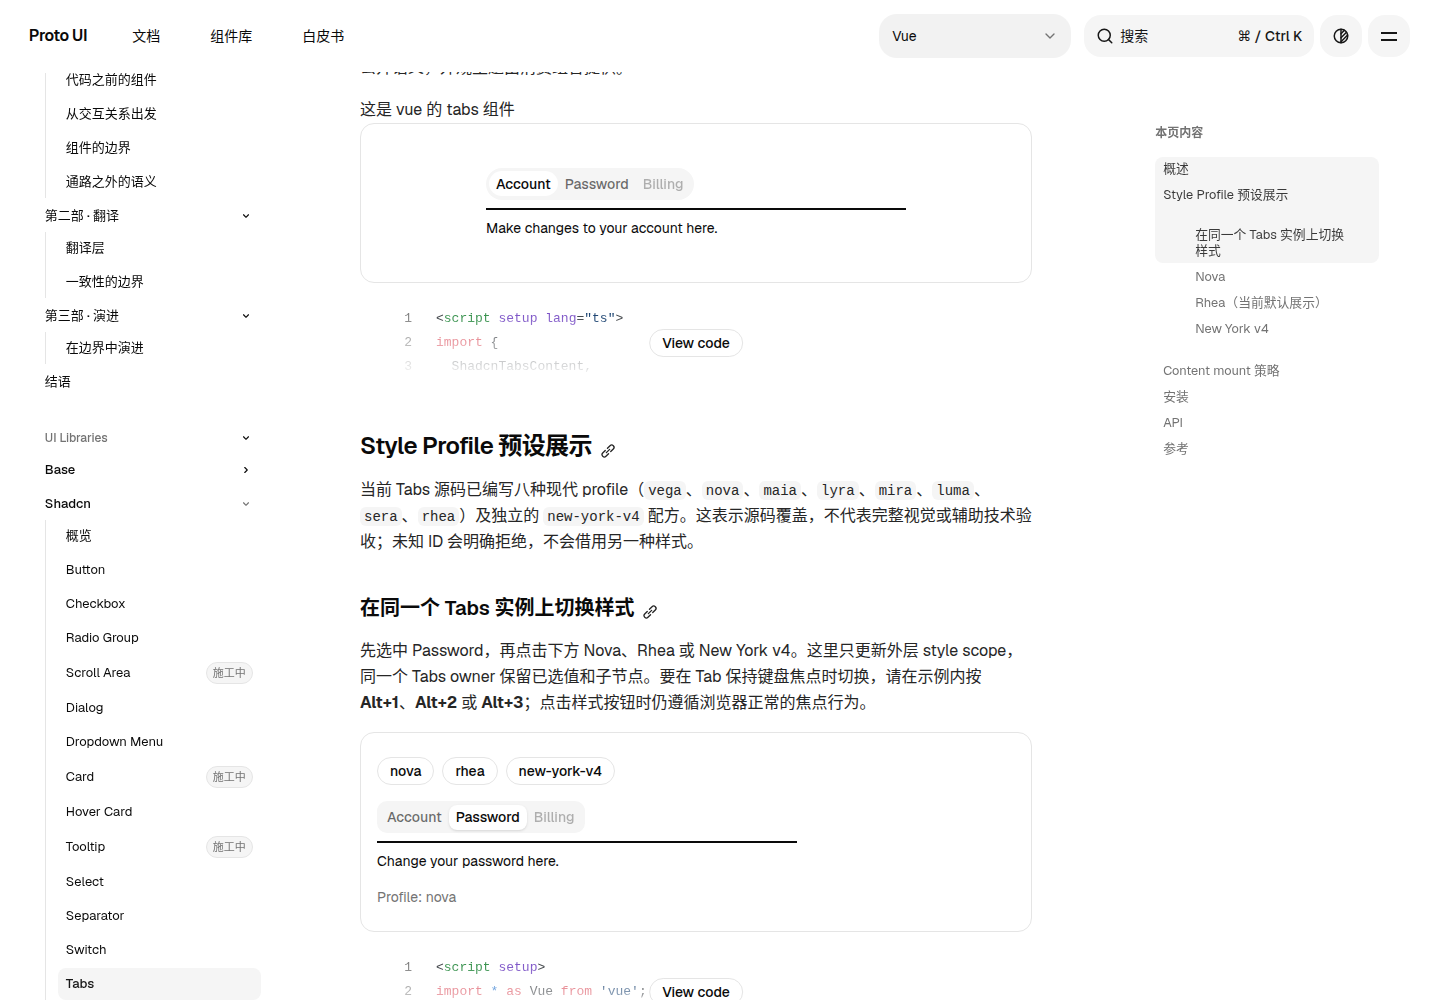 Proto UI
文档
组件库
白皮书
Vue
搜索
⌘ / Ctrl K
代码之前的组件
从交互关系出发
组件的边界
通路之外的语义
第二部 · 翻译
翻译层
一致性的边界
第三部 · 演进
在边界中演进
结语
UI Libraries
Base
Shadcn
概览
Button
Checkbox
Radio Group
Scroll Area 施工中
Dialog
Dropdown Menu
Card 施工中
Hover Card
Tooltip 施工中
Select
Separator
Switch
Tabs
这是 vue 的 tabs 组件
Account Password Billing
Make changes to your account here.
1 <script setup lang="ts">
2 import {
3 ShadcnTabsContent,
View code
Style Profile 预设展示
当前 Tabs 源码已编写八种现代 profile（vega、nova、maia、lyra、mira、luma、
sera、rhea）及独立的 new-york-v4 配方。这表示源码覆盖，不代表完整视觉或辅助技术验
收；未知 ID 会明确拒绝，不会借用另一种样式。
在同一个 Tabs 实例上切换样式
先选中 Password，再点击下方 Nova、Rhea 或 New York v4。这里只更新外层 style scope，
同一个 Tabs owner 保留已选值和子节点。要在 Tab 保持键盘焦点时切换，请在示例内按
Alt+1、Alt+2 或 Alt+3；点击样式按钮时仍遵循浏览器正常的焦点行为。
nova rhea new-york-v4
Account Password Billing
Change your password here.
Profile: nova
1 <script setup>
2 import * as Vue from 'vue';
View code
本页内容
概述
Style Profile 预设展示
在同一个 Tabs 实例上切换
样式
Nova
Rhea（当前默认展示）
New York v4
Content mount 策略
安装
API
参考